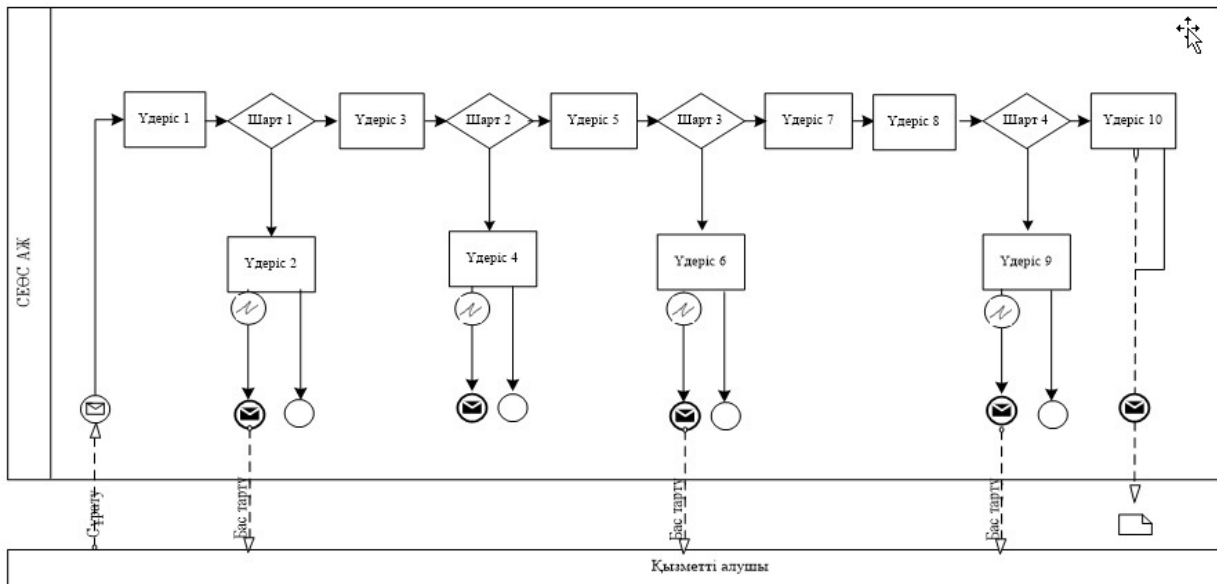 Үдеріс 1
Шарт 1
Үдеріс 3
Шарт 2
Үдеріс 5
Шарт 3
Үдеріс 7
Үдеріс 8
Шарт 4
Үдеріс 10
Үдеріс 2
Үдеріс 4
Үдеріс 6
Үдеріс 9
СЕӨС АЖ
Сұрату
Бас тарту
Бас тарту
Бас тарту
Қызметті алушы